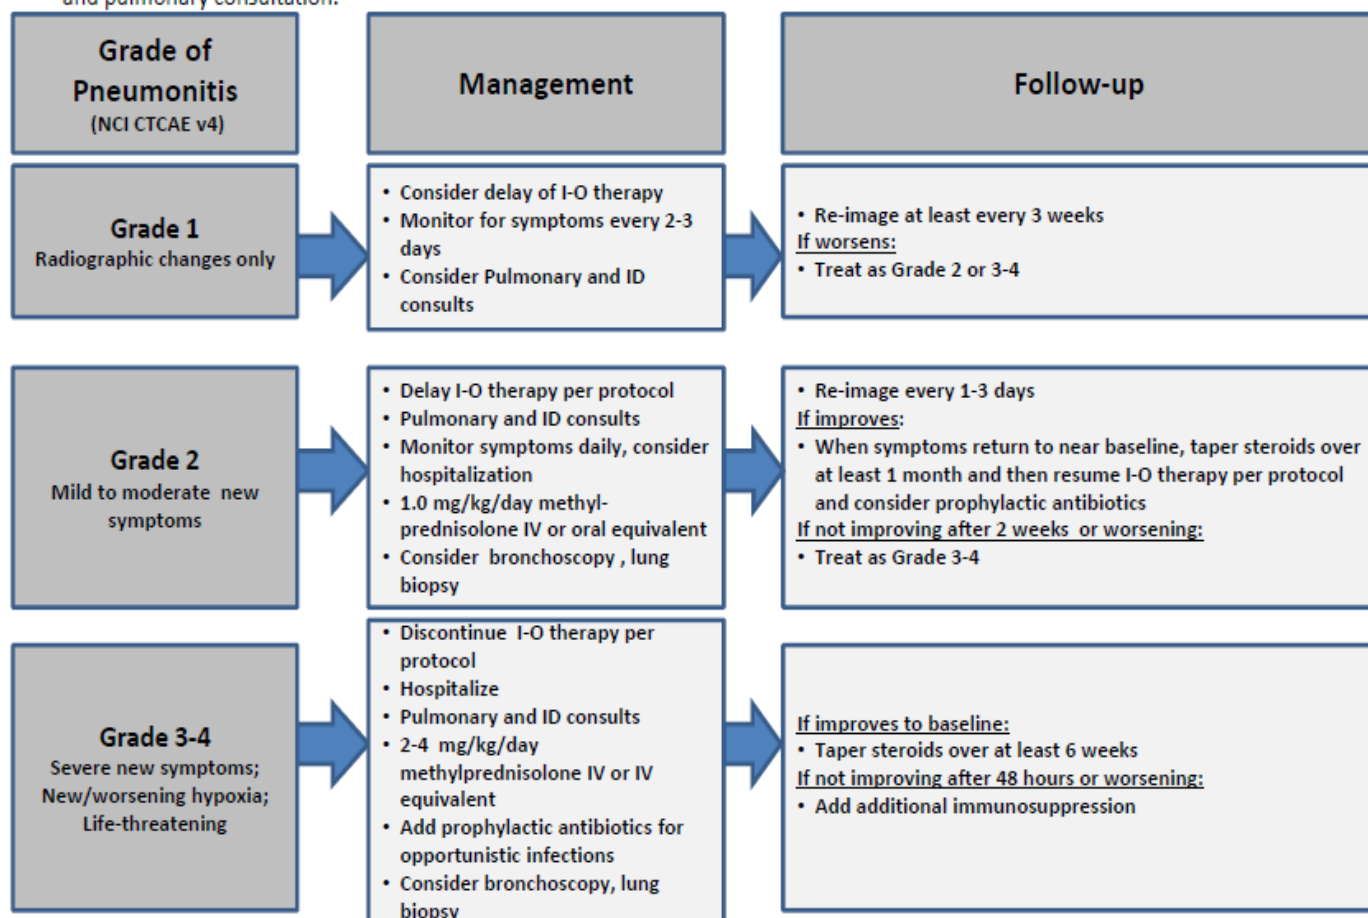 and pulmonary consultation.
Grade of
Pneumonitis
(NCI CTCAE v4)
Management
Follow-up
Grade 1
Radiographic changes only
• Consider delay of I-O therapy
• Monitor for symptoms every 2-3
days
• Consider Pulmonary and ID
consults
• Re-image at least every 3 weeks
If worsens:
• Treat as Grade 2 or 3-4
Grade 2
Mild to moderate new
symptoms
• Delay I-O therapy per protocol
• Pulmonary and ID consults
• Monitor symptoms daily, consider
hospitalization
• 1.0 mg/kg/day methyl-
prednisolone IV or oral equivalent
• Consider bronchoscopy , lung
biopsy
• Re-image every 1-3 days
If improves:
• When symptoms return to near baseline, taper steroids over
at least 1 month and then resume I-O therapy per protocol
and consider prophylactic antibiotics
If not improving after 2 weeks or worsening:
• Treat as Grade 3-4
Grade 3-4
Severe new symptoms;
New/worsening hypoxia;
Life-threatening
• Discontinue I-O therapy per
protocol
• Hospitalize
• Pulmonary and ID consults
• 2-4 mg/kg/day
methylprednisolone IV or IV
equivalent
• Add prophylactic antibiotics for
opportunistic infections
• Consider bronchoscopy, lung
biopsy
If improves to baseline:
• Taper steroids over at least 6 weeks
If not improving after 48 hours or worsening:
• Add additional immunosuppression